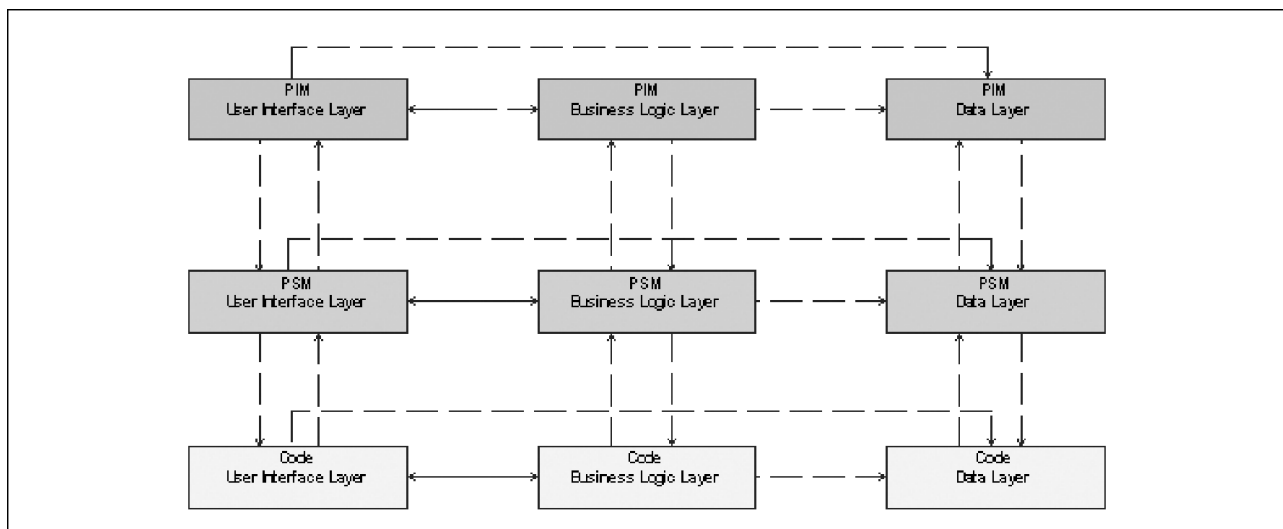 PIM
User Interface Layer
PIM
Business Logic Layer
PIM
Data Layer
PSM
User Interface Layer
PSM
Business Logic Layer
PSM
Data Layer
Code
User Interface Layer
Code
Business Logic Layer
Code
Data Layer